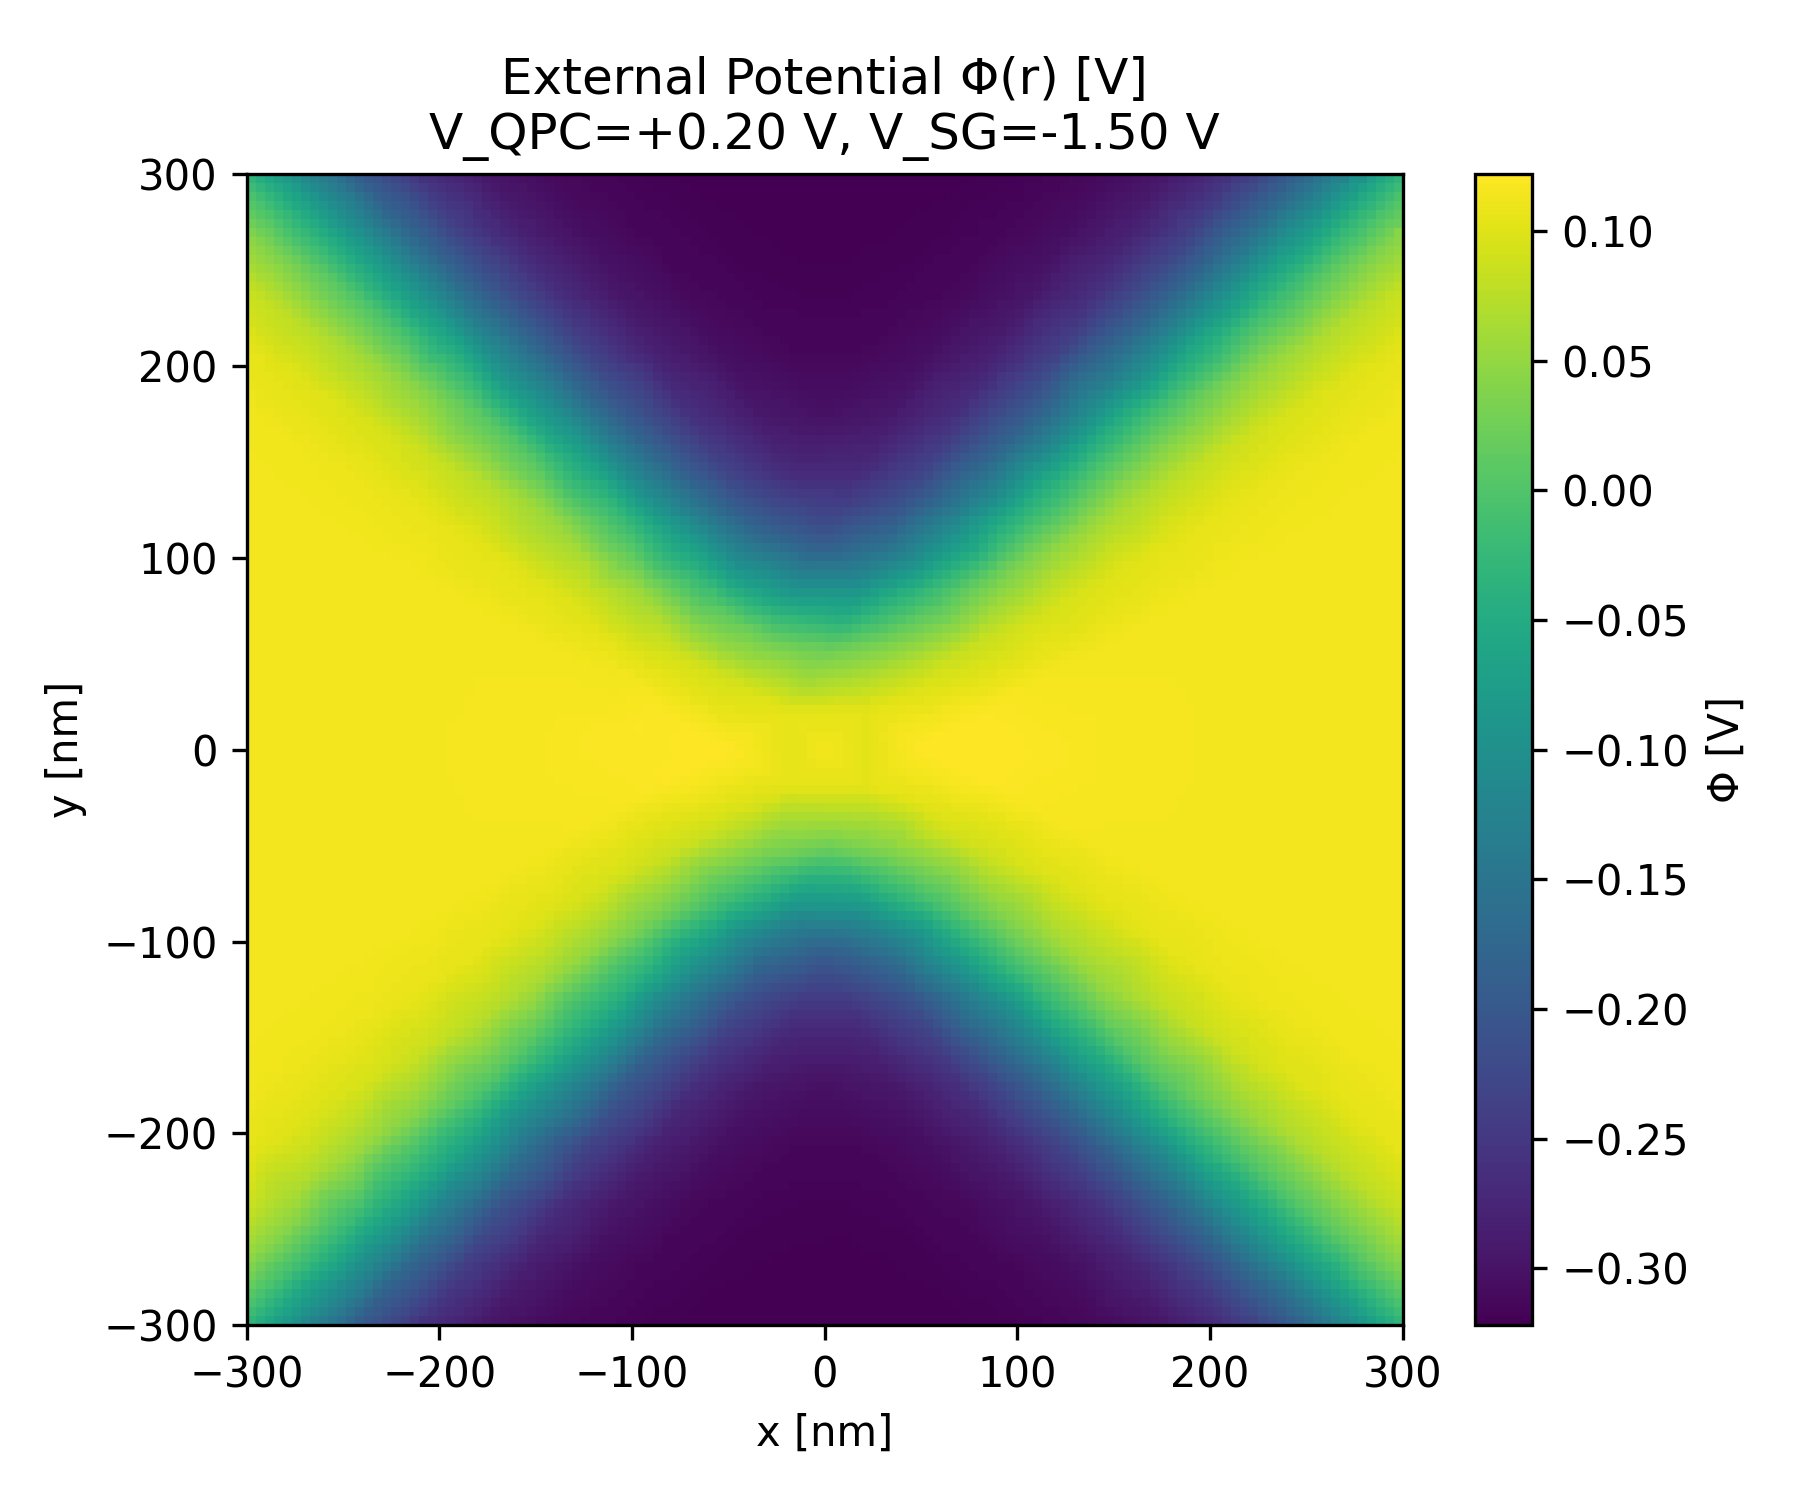 External Potential Φ(r) [V]
V_QPC=+0.20 V, V_SG=-1.50 V
300
200
100
0
−100
−200
−300
y [nm]
−300 −200 −100 0 100 200 300
x [nm]
0.10
0.05
0.00
−0.05
−0.10
−0.15
−0.20
−0.25
−0.30
Φ [V]